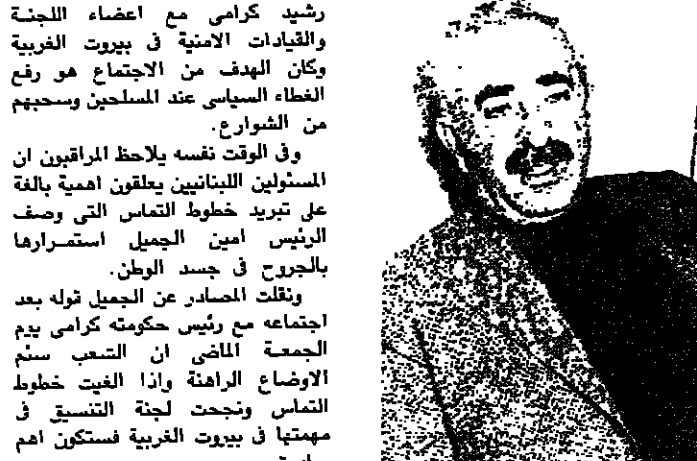 رشيد كرامى مع اعضاء اللجنة
والقيادات الامنية فى بيروت الغربية
وكان الهدف من الاجتماع هو رفع
الغطاء السياسى عند المسلحين وسحبهم
من الشوارع.
وفى الوقت نفسه يلاحظ المراقبون ان
المسئولين اللبنانيين يعلقون اهمية بالغة
على تبريد خطوط التماس التى وصف
الرئيس امين الجميل استمرارها
بالجروح فى جسد الوطن.
ونقلت المصادر عن الجميل قوله بعد
اجتماعه مع رئيس حكومته كرامى يوم
الجمعة الماضى ان الشعب سئم
الاوضاع الراهنة واذا الغيت خطوط
التماس ونجحت لجنة التنسيق فى
مهمتها فى بيروت الغربية فستكون اهم